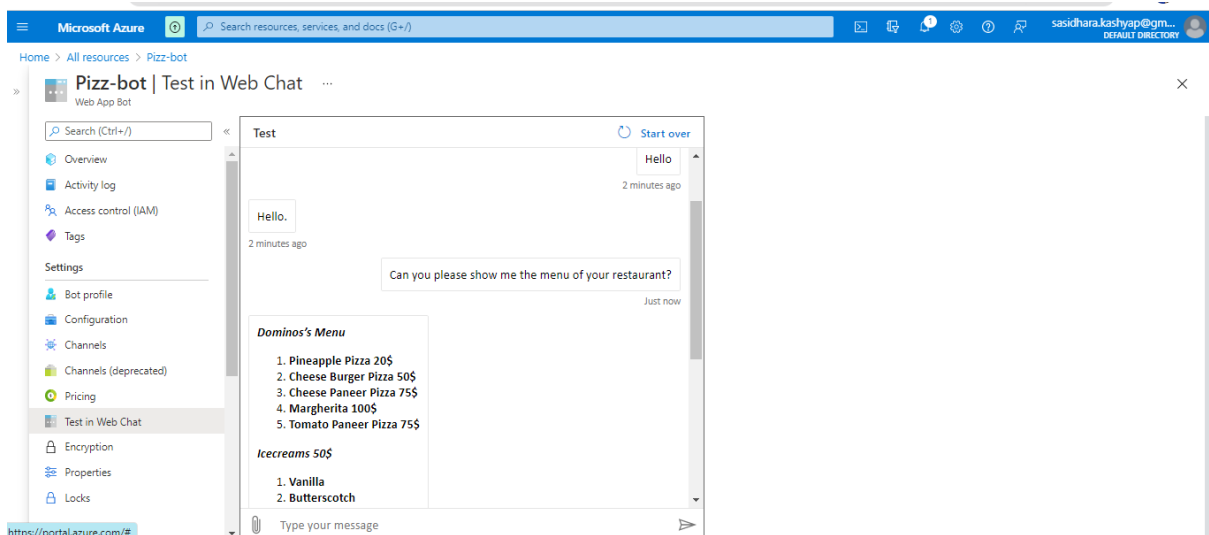 Microsoft Azure
Search resources, services, and docs (G+/)
1
sasidhara.kashyap@gm...
DEFAULT DIRECTORY
Home > All resources > Pizz-bot
Pizz-bot | Test in Web Chat ...
Web App Bot
Search (Ctrl+/)
Overview
Activity log
Access control (IAM)
Tags
Settings
Bot profile
Configuration
Channels
Channels (deprecated)
Pricing
Test in Web Chat
Encryption
Properties
Locks
https://portal.azure.com/#
Test
Start over
Hello
2 minutes ago
Hello.
2 minutes ago
Can you please show me the menu of your restaurant?
Just now
Dominos's Menu
1. Pineapple Pizza 20$
2. Cheese Burger Pizza 50$
3. Cheese Paneer Pizza 75$
4. Margherita 100$
5. Tomato Paneer Pizza 75$
Icecreams 50$
1. Vanilla
2. Butterscotch
Type your message